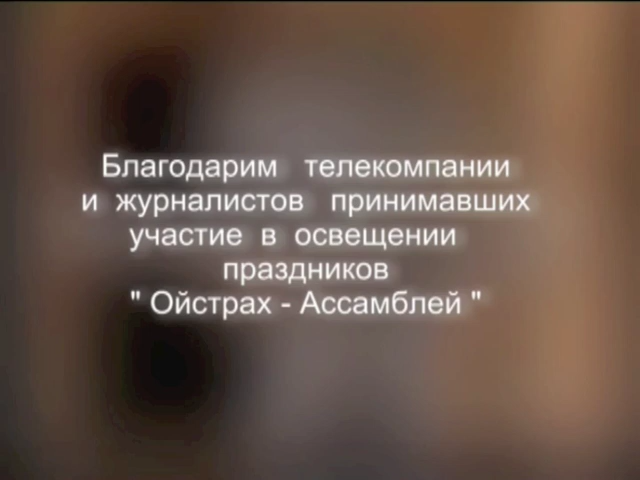 Благодарим телекомпании
и журналистов принимавших
участие в освещении
праздников
" Ойстрах - Ассамблей "